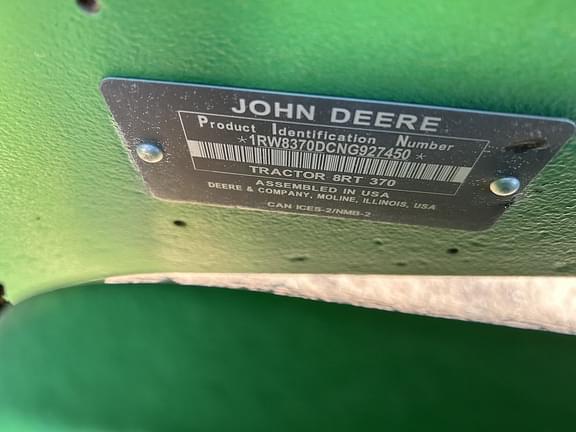 JOHN DEERE
Product Identification Number
*1RW8370DCNG927450*
TRACTOR 8RT 370
ASSEMBLED IN USA
DEERE & COMPANY, MOLINE, ILLINOIS, USA
CAN ICES-2/NMB-2